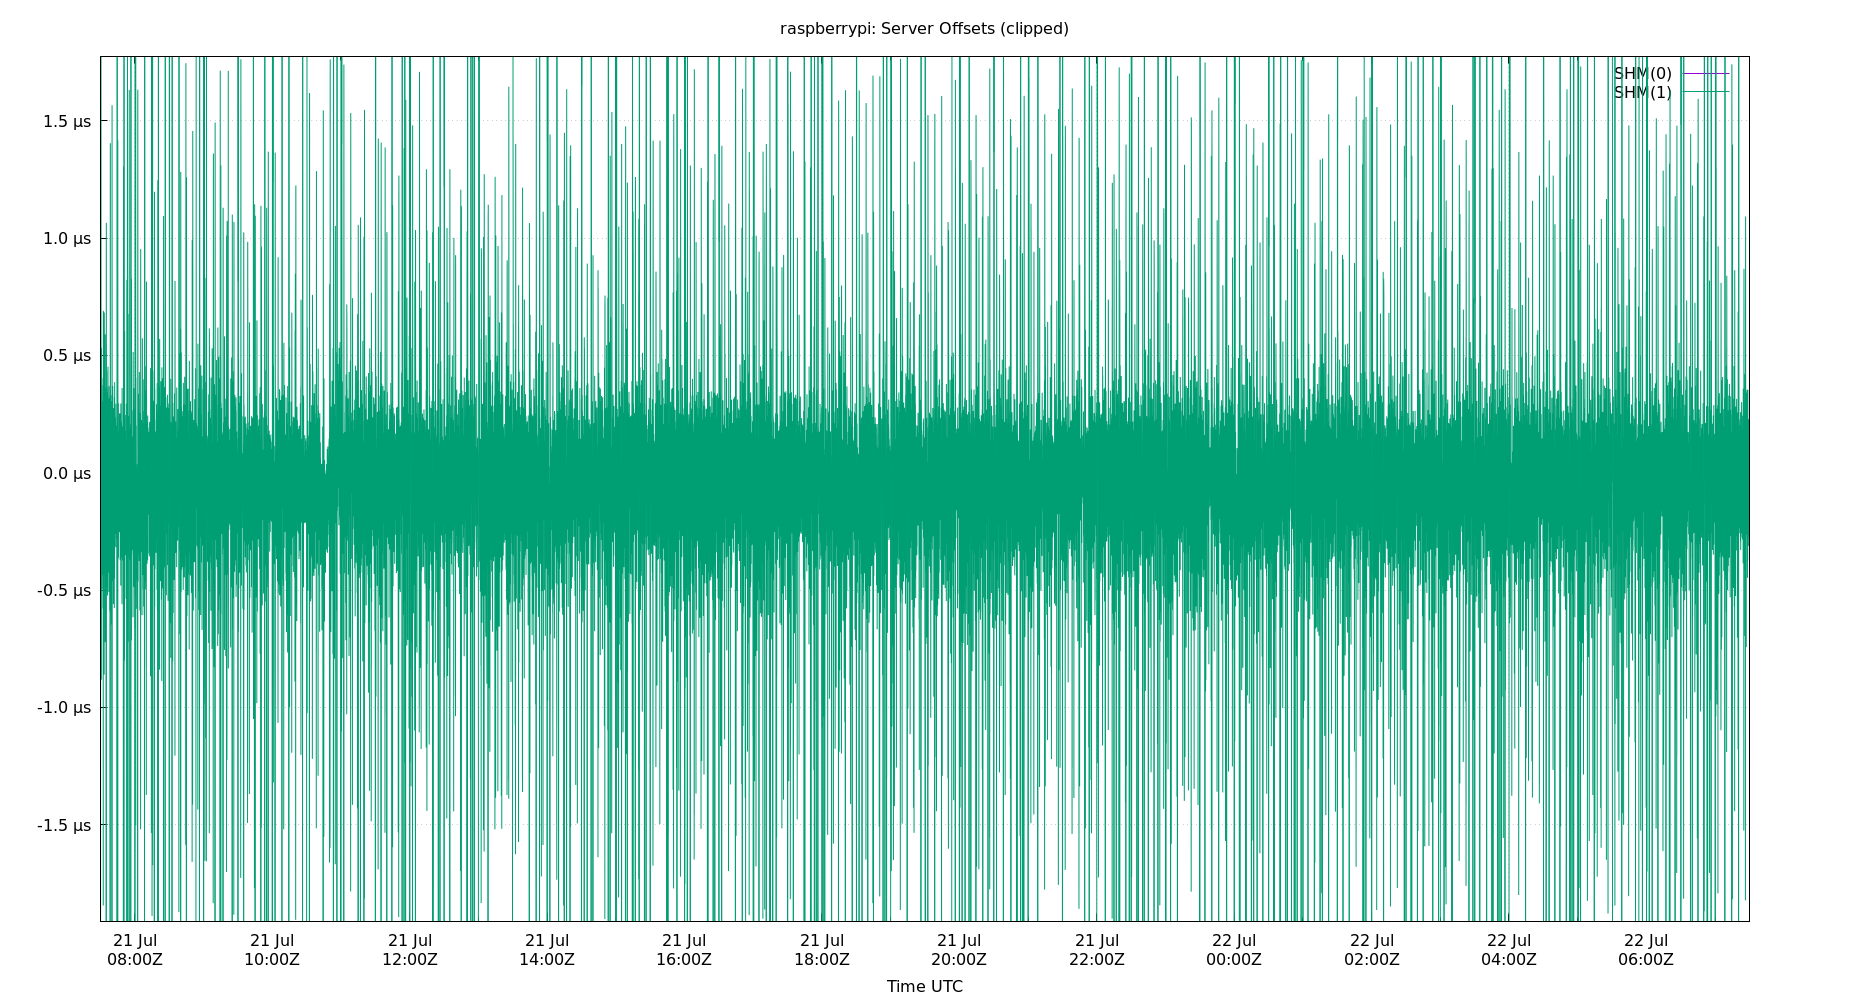 raspberrypi: Server Offsets (clipped)
SHM(0)
SHM(1)
1.5 µs
1.0 µs
0.5 µs
0.0 µs
-0.5 µs
-1.0 µs
-1.5 µs
21 Jul 21 Jul 21 Jul 21 Jul 21 Jul 21 Jul 21 Jul 21 Jul 22 Jul 22 Jul 22 Jul 22 Jul
08:00Z 10:00Z 12:00Z 14:00Z 16:00Z 18:00Z 20:00Z 22:00Z 00:00Z 02:00Z 04:00Z 06:00Z
Time UTC